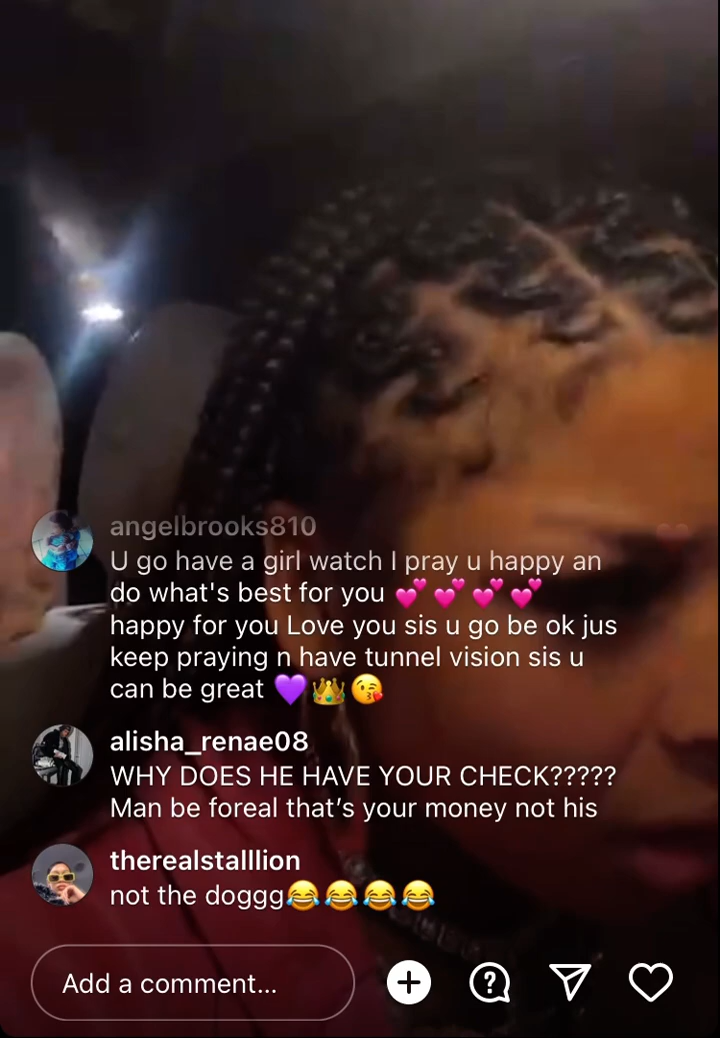 angelbrooks810
U go have a girl watch I pray u happy an
do what's best for you 💕 💕 💕 💕
happy for you Love you sis u go be ok jus
keep praying n have tunnel vision sis u
can be great 💜👑😘
alisha_renae08
WHY DOES HE HAVE YOUR CHECK?????
Man be foreal that’s your money not his
therealstalllion
not the doggg😂😂😂😂
Add a comment...